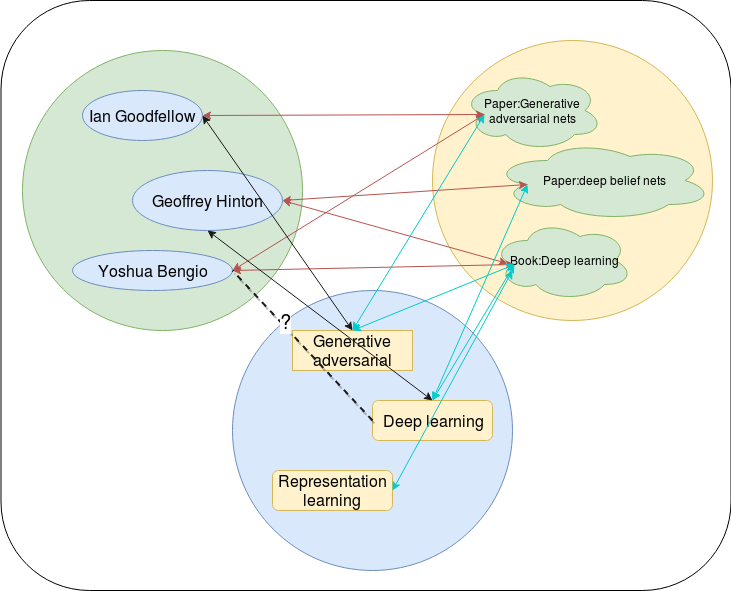 Ian Goodfellow
Geoffrey Hinton
Yoshua Bengio
Paper:Generative
adversarial nets
Paper:deep belief nets
Book:Deep learning
?
Generative
adversarial
Deep learning
Representation
learning